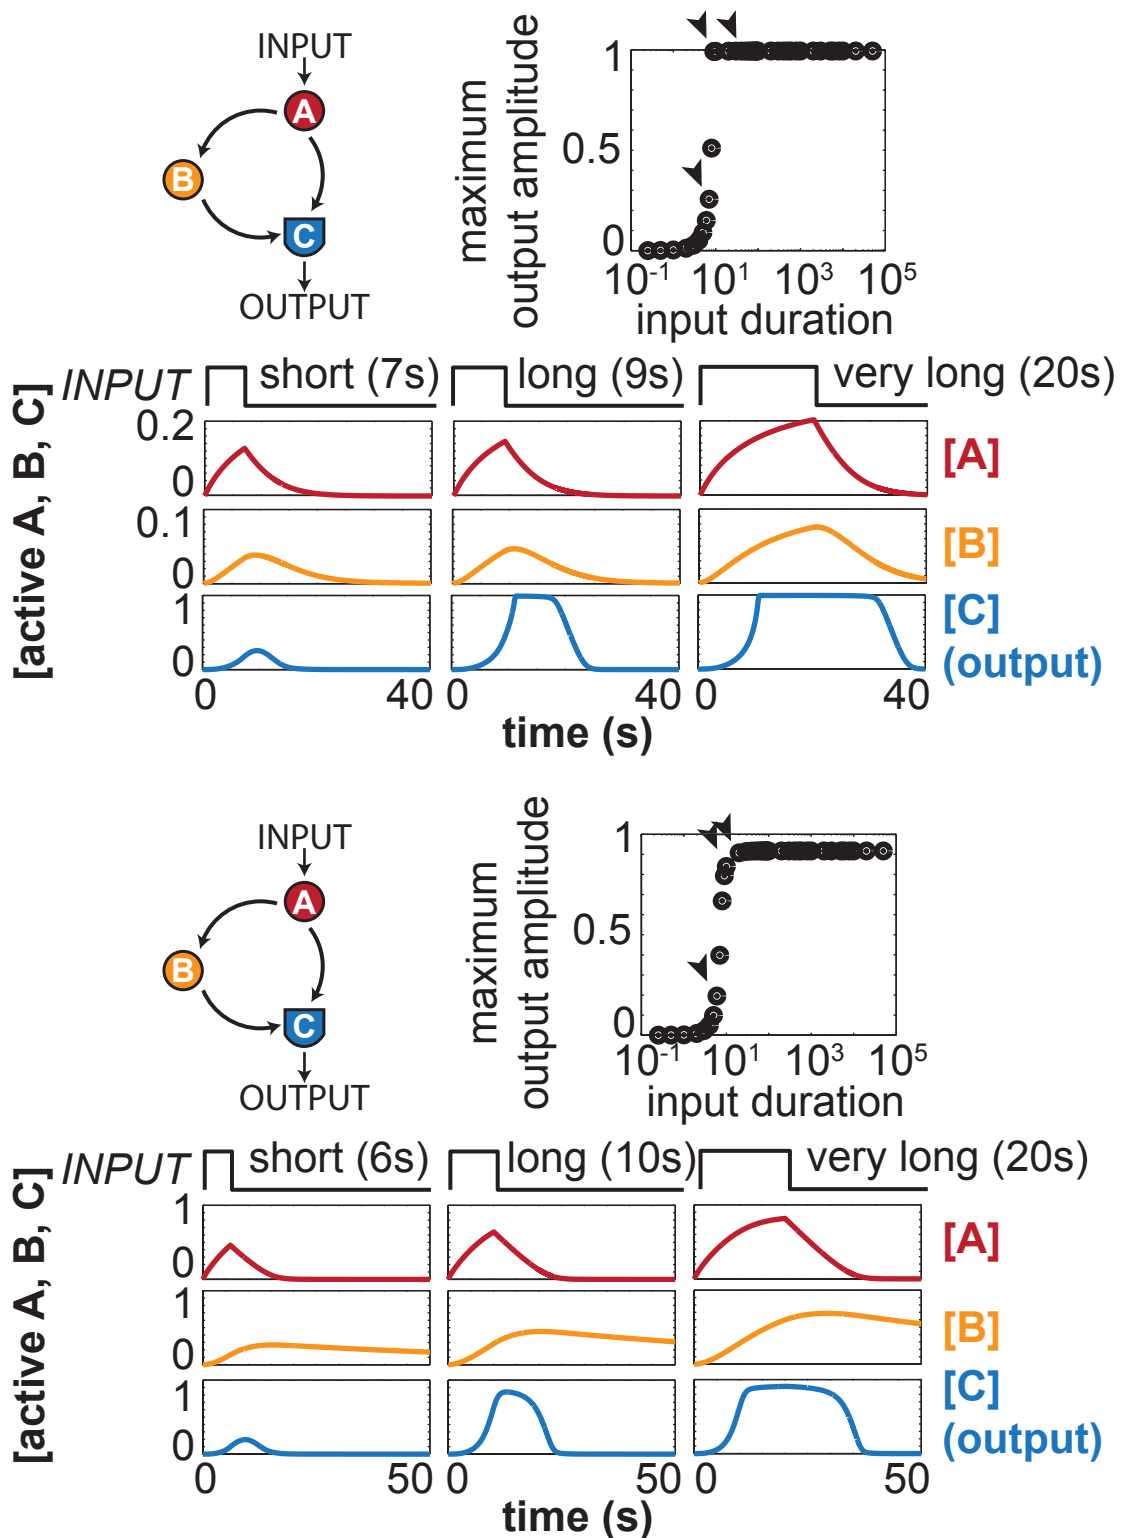 INPUT
A
B
C
OUTPUT
maximum
output amplitude
1
0.5
0
10-1 101 103 105
input duration
INPUT short (7s) long (9s) very long (20s)
[active A, B, C]
0.2
0
[A]
0.1
0
[B]
1
0
[C]
(output)
0 40 0 40 0 40
time (s)
INPUT
A
B
C
OUTPUT
maximum
output amplitude
1
0.5
0
10-1 101 103 105
input duration
INPUT short (6s) long (10s) very long (20s)
[active A, B, C]
1
0
[A]
1
0
[B]
1
0
[C]
(output)
0 50 0 50 0 50
time (s)